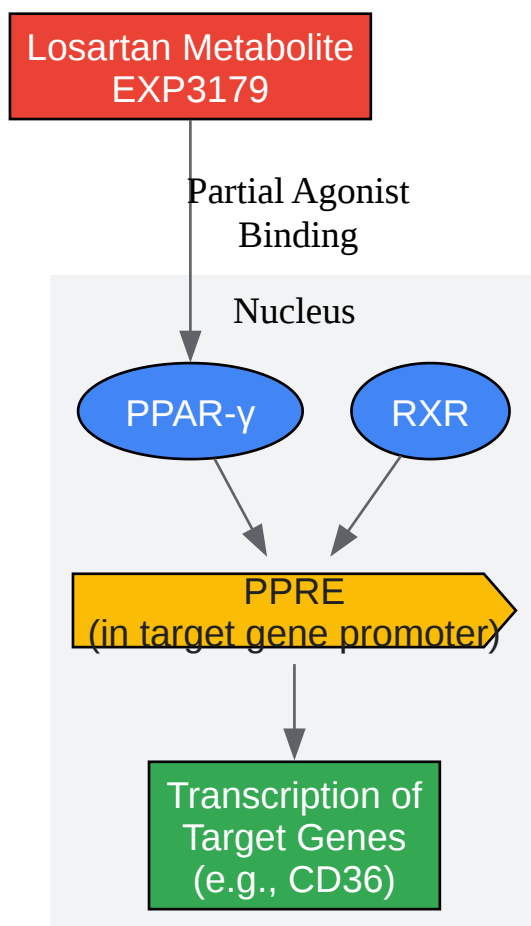 Losartan Metabolite
EXP3179
Partial Agonist
Binding
Nucleus
PPAR-γ
RXR
PPRE
(in target gene promoter)
Transcription of
Target Genes
(e.g., CD36)